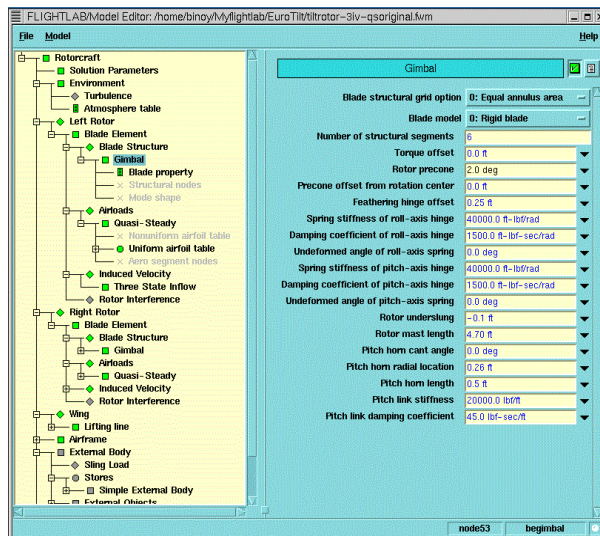 FLIGHTLAB/Model Editor: /home/binoy/Myflightlab/EuroTilt/tiltrotor-3iv-qsoriginal.fwm
File Model Help
Rotorcraft
Solution Parameters
Environment
Turbulence
Atmosphere table
Left Rotor
Blade Element
Blade Structure
Gimbal
Blade property
Structural nodes
Mode shape
Airloads
Quasi-Steady
Nonuniform airfoil table
Uniform airfoil table
Aero segment nodes
Induced Velocity
Three State Inflow
Rotor Interference
Right Rotor
Blade Element
Blade Structure
Gimbal
Airloads
Quasi-Steady
Induced Velocity
Rotor Interference
Wing
Lifting line
Airframe
External Body
Sling Load
Stores
Simple External Body
External Objects
Gimbal
Blade structural grid option 0: Equal annulus area
Blade model 0: Rigid blade
Number of structural segments 6
Torque offset 0.0 ft
Rotor precone 2.0 deg
Precone offset from rotation center 0.0 ft
Feathering hinge offset 0.25 ft
Spring stiffness of roll-axis hinge 40000.0 ft-lbf/rad
Damping coefficient of roll-axis hinge 1500.0 ft-lbf-sec/rad
Undeformed angle of roll-axis spring 0.0 deg
Spring stiffness of pitch-axis hinge 40000.0 ft-lbf/rad
Damping coefficient of pitch-axis hinge 1500.0 ft-lbf-sec/rad
Undeformed angle of pitch-axis spring 0.0 deg
Rotor underslung -0.1 ft
Rotor mast length 4.70 ft
Pitch horn cant angle 0.0 deg
Pitch horn radial location 0.26 ft
Pitch horn length 0.5 ft
Pitch link stiffness 20000.0 lbf/ft
Pitch link damping coefficient 45.0 lbf-sec/ft
node53 begimbal